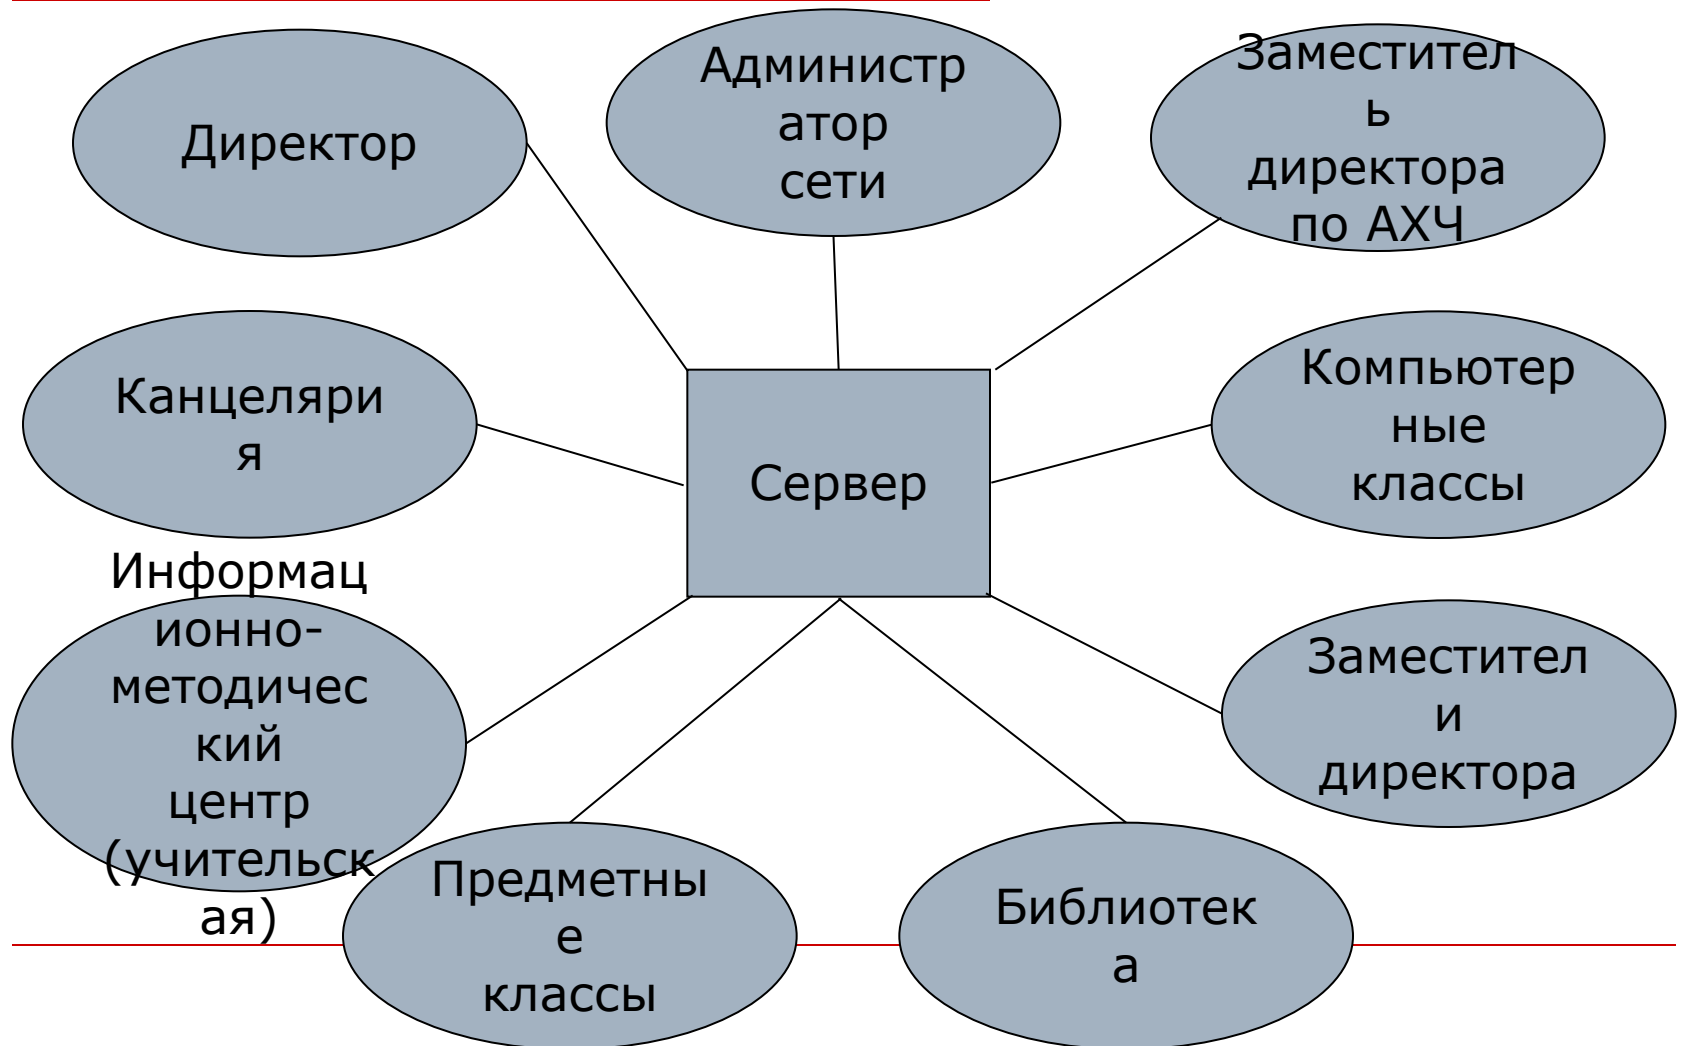 Директор
Администр
атор
сети
Заместител
ь
директора
по АХЧ
Канцеляри
я
Сервер
Компьютер
ные
классы
Информац
ионно-
методичес
кий
центр
(учительск
ая)
Заместител
и
директора
Предметны
е
классы
Библиотек
а